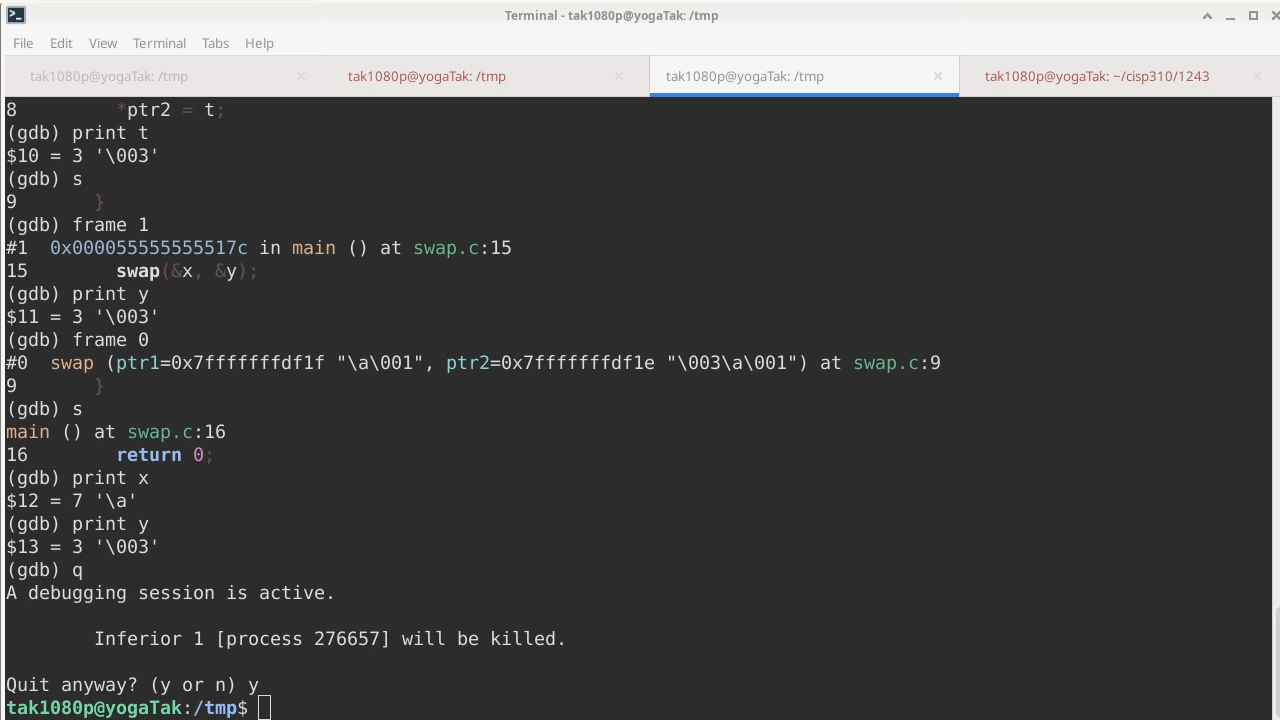 Terminal - tak1080p@yogaTak: /tmp
File Edit View Terminal Tabs Help
tak1080p@yogaTak: /tmp × tak1080p@yogaTak: /tmp × tak1080p@yogaTak: /tmp × tak1080p@yogaTak: ~/cisp310/1243 ×
8         *ptr2 = t;
(gdb) print t
$10 = 3 '\003'
(gdb) s
9       }
(gdb) frame 1
#1  0x000055555555517c in main () at swap.c:15
15        swap(&x, &y);
(gdb) print y
$11 = 3 '\003'
(gdb) frame 0
#0  swap (ptr1=0x7fffffffdf1f "\a\001", ptr2=0x7fffffffdf1e "\003\a\001") at swap.c:9
9       }
(gdb) s
main () at swap.c:16
16        return 0;
(gdb) print x
$12 = 7 '\a'
(gdb) print y
$13 = 3 '\003'
(gdb) q
A debugging session is active.
        Inferior 1 [process 276657] will be killed.
Quit anyway? (y or n) y
tak1080p@yogaTak:/tmp$